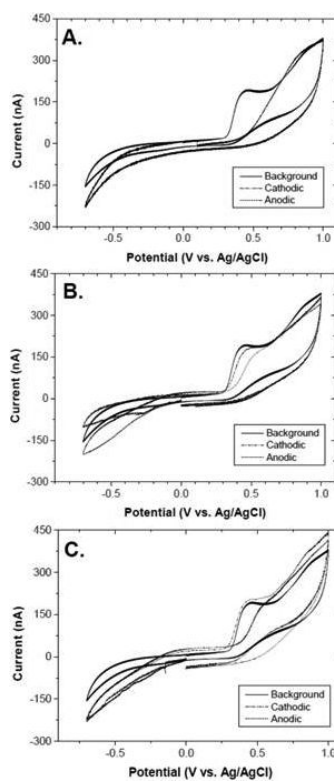 A.
450
300
150
0
-150
-300
Current (nA)
Background
Cathodic
Anodic
-0.5
0.0
0.5
1.0
Potential (V vs. Ag/AgCl)
B.
450
300
150
0
-150
-300
Current (nA)
Background
Cathodic
Anodic
-0.5
0.0
0.5
1.0
Potential (V vs. Ag/AgCl)
C.
450
300
150
0
-150
-300
Current (nA)
Background
Cathodic
Anodic
-0.5
0.0
0.5
1.0
Potential (V vs. Ag/AgCl)